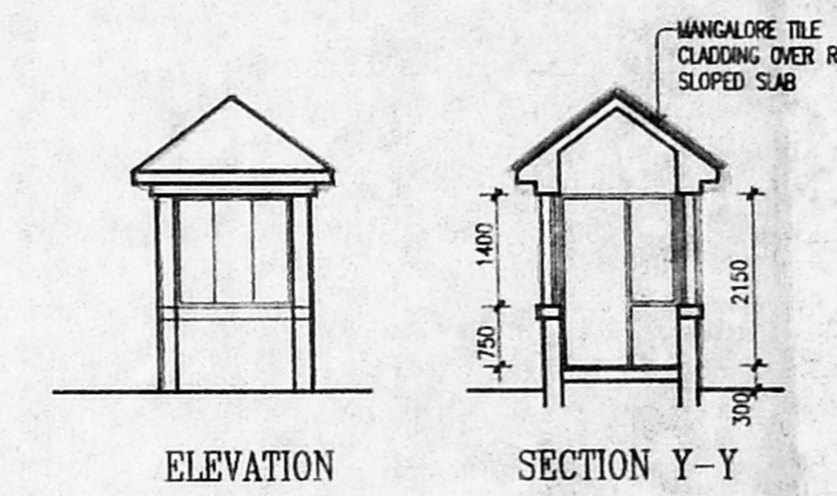 MANGALORE TILE
CLADDING OVER
SLOPED SLAB
1400
2150
750
300
ELEVATION
SECTION Y-Y